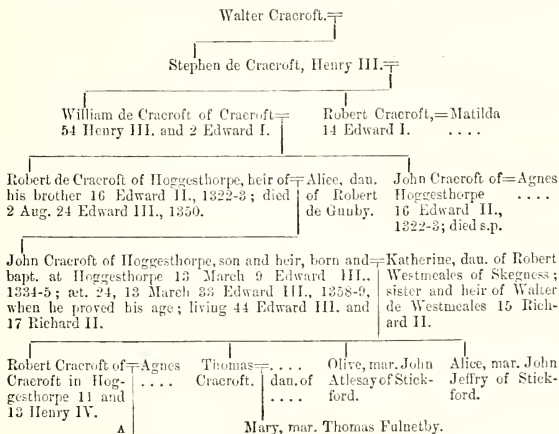 Walter Cracroft.
Stephen de Cracroft, Henry III.
William de Cracroft of Cracroft
54 Henry III. and 2 Edward I.
Robert Cracroft,=Matilda
14 Edward I. . . . .
Robert de Cracroft of Hoggesthorpe, heir of
his brother 16 Edward II., 1322-3; died
2 Aug. 24 Edward III., 1350.
Alice, dau.
of Robert
de Gunby.
John Cracroft of=Agnes
Hoggesthorpe . . . .
16 Edward II.,
1322-3; died s.p.
John Cracroft of Hoggesthorpe, son and heir, born and
bapt. at Hoggesthorpe 13 March 9 Edward III.,
1334-5; æt. 24, 13 March 33 Edward III., 1358-9,
when he proved his age; living 44 Edward III. and
17 Richard II.
Katherine, dau. of Robert
Westmeales of Skegness;
sister and heir of Walter
de Westmeales 15 Rich-
ard II.
Robert Cracroft of=Agnes
Cracroft in Hog- . . . .
gesthorpe 11 and
13 Henry IV.
A
Thomas=. . . .
Cracroft. dau. of
. . . .
Olive, mar. John
Atlesay of Stick-
ford.
Alice, mar. John
Jeffry of Stick-
ford.
Mary, mar. Thomas Fulnetby.